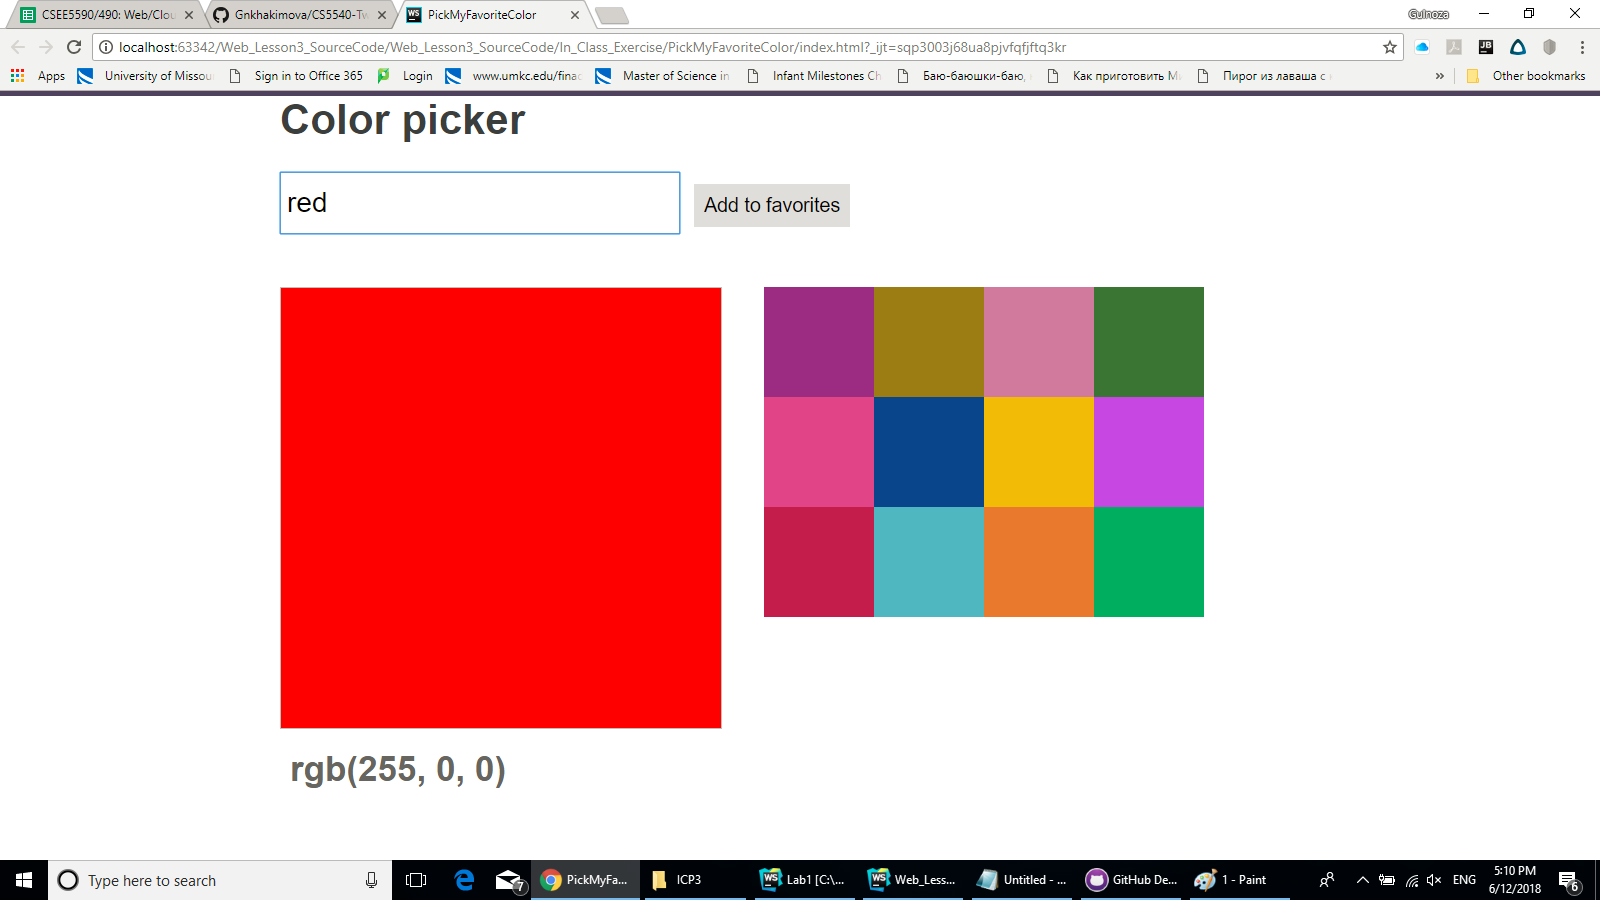 CSEE5590/490: Web/Clou
Gnkhakimova/CS5540-Tw
PickMyFavoriteColor
Gulnoza
localhost:63342/Web_Lesson3_SourceCode/Web_Lesson3_SourceCode/In_Class_Exercise/PickMyFavoriteColor/index.html?_ijt=sqp3003j68ua8pjvfqfjftq3kr
Apps
University of Missou
Sign in to Office 365
Login
www.umkc.edu/finac
Master of Science in
Infant Milestones Ch
Баю-баюшки-баю,
Как приготовить М
Пирог из лаваша с
»
Other bookmarks
Color picker
red
Add to favorites
rgb(255, 0, 0)
Type here to search
7
PickMyFa...
ICP3
Lab1 [C:\...
Web_Less...
Untitled - ...
GitHub De...
1 - Paint
ENG
5:10 PM
6/12/2018
6